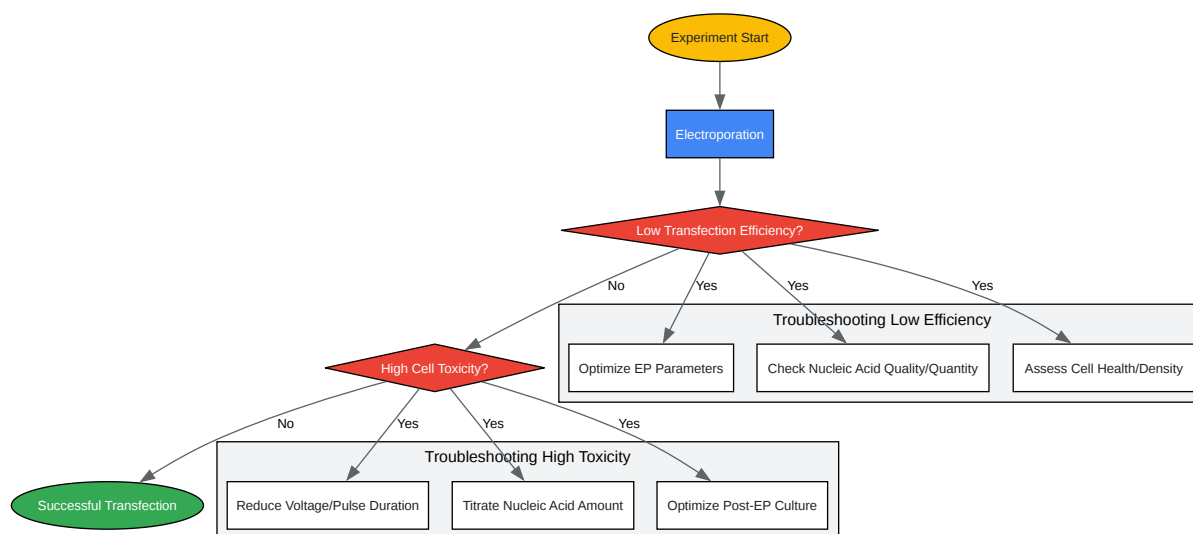 Experiment Start
Electroporation
Low Transfection Efficiency?
No
Yes
Yes
Yes
Troubleshooting Low Efficiency
Optimize EP Parameters
Check Nucleic Acid Quality/Quantity
Assess Cell Health/Density
High Cell Toxicity?
No
Yes
Yes
Yes
Troubleshooting High Toxicity
Successful Transfection
Reduce Voltage/Pulse Duration
Titrate Nucleic Acid Amount
Optimize Post-EP Culture